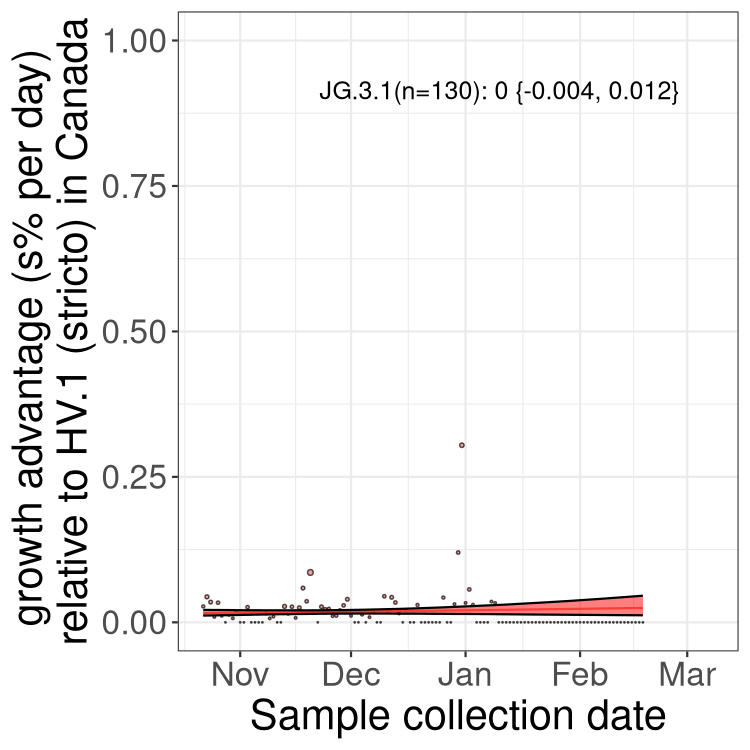 growth advantage (s% per day)
relative to HV.1 (stricto) in Canada
1.00
0.75
0.50
0.25
0.00
JG.3.1(n=130): 0 {-0.004, 0.012}
Nov Dec Jan Feb Mar
Sample collection date